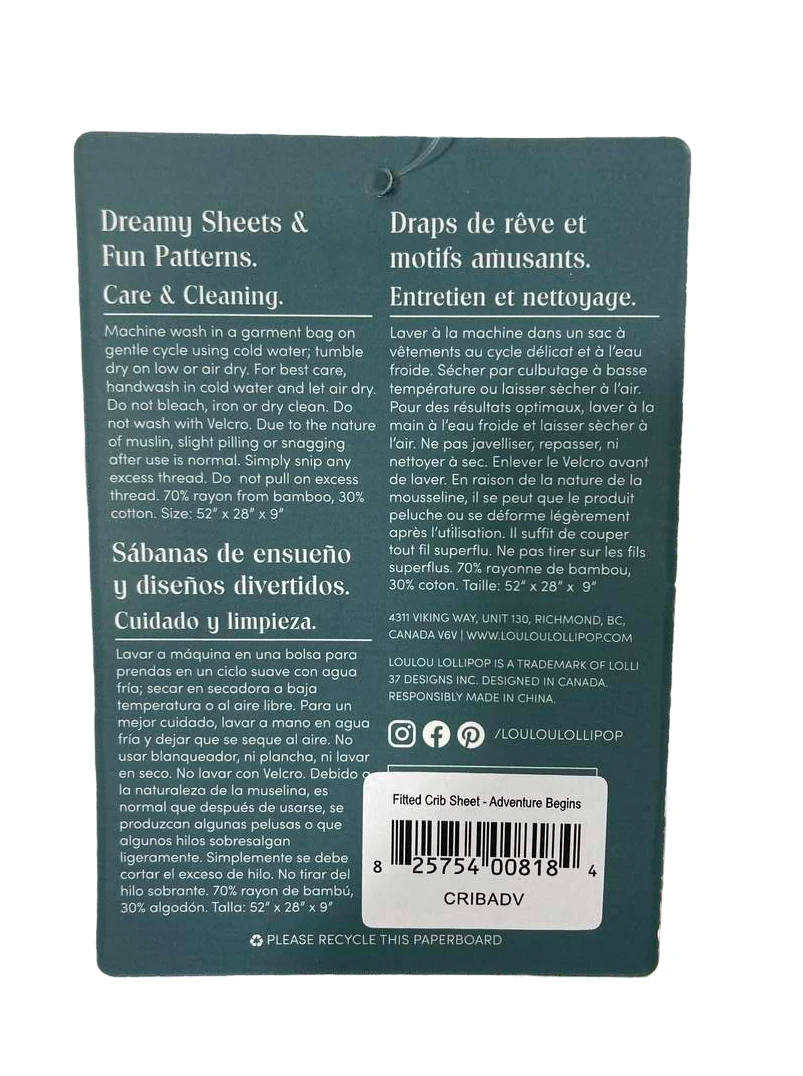 Dreamy Sheets &
Fun Patterns.
Care & Cleaning.
Machine wash in a garment bag on
gentle cycle using cold water; tumble
dry on low or air dry. For best care,
handwash in cold water and let air dry.
Do not bleach, iron or dry clean. Do
not wash with Velcro. Due to the nature
of muslin, slight pilling or snagging
after use is normal. Simply snip any
excess thread. Do not pull on excess
thread. 70% rayon from bamboo, 30%
cotton. Size: 52” x 28” x 9”
Sábanas de ensueño
y diseños divertidos.
Cuidado y limpieza.
Lavar a máquina en una bolsa para
prendas en un ciclo suave con agua
fría; secar en secadora a baja
temperatura o al aire libre. Para un
mejor cuidado, lavar a mano en agua
fría y dejar que se seque al aire. No
usar blanqueador, ni plancha, ni lavar
en seco. No lavar con Velcro. Debido a
la naturaleza de la muselina, es
normal que después de usarse, se
produzcan algunas pelusas o que
algunos hilos sobresalgan
ligeramente. Simplemente se debe
cortar el exceso de hilo. No tirar del
hilo sobrante. 70% rayon de bambú,
30% algodón. Talla: 52” x 28” x 9”
Draps de rêve et
motifs amusants.
Entretien et nettoyage.
Laver à la machine dans un sac à
vêtements au cycle délicat et à l’eau
froide. Sécher par culbutage à basse
température ou laisser sècher à l’air.
Pour des résultats optimaux, laver à la
main à l’eau froide et laisser sècher à
l’air. Ne pas javelliser, repasser, ni
nettoyer à sec. Enlever le Velcro avant
de laver. En raison de la nature de la
mousseline, il se peut que le produit
peluche ou se déforme légèrement
après l’utilisation. Il suffit de couper
tout fil superflu. Ne pas tirer sur les fils
superflus. 70% rayonne de bambou,
30% coton. Taille: 52” x 28” x 9”
4311 VIKING WAY, UNIT 130, RICHMOND, BC,
CANADA V6V | WWW.LOULOULOLLIPOP.COM
LOULOU LOLLIPOP IS A TRADEMARK OF LOLLI
37 DESIGNS INC. DESIGNED IN CANADA.
RESPONSIBLY MADE IN CHINA.
/LOULOULOLLIPOP
Fitted Crib Sheet - Adventure Begins
8 25754 00818 4
CRIBADV
PLEASE RECYCLE THIS PAPERBOARD